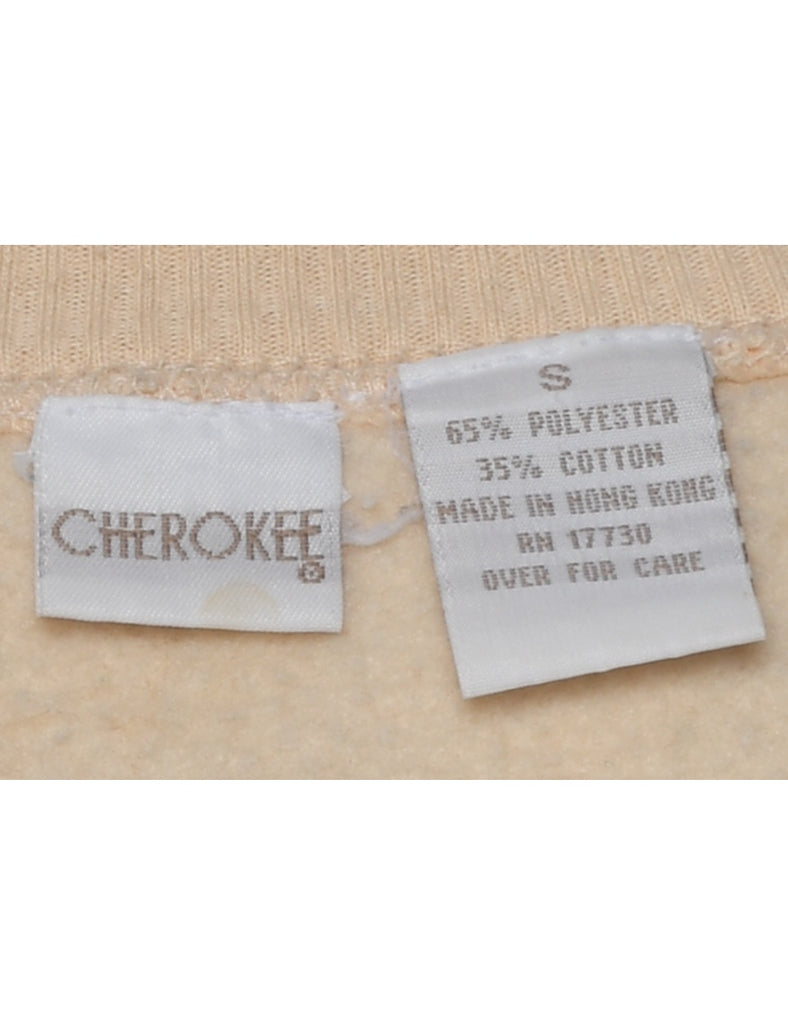 CHEROKEE
®
S
65% POLYESTER
35% COTTON
MADE IN HONG KONG
RN 17730
OVER FOR CARE